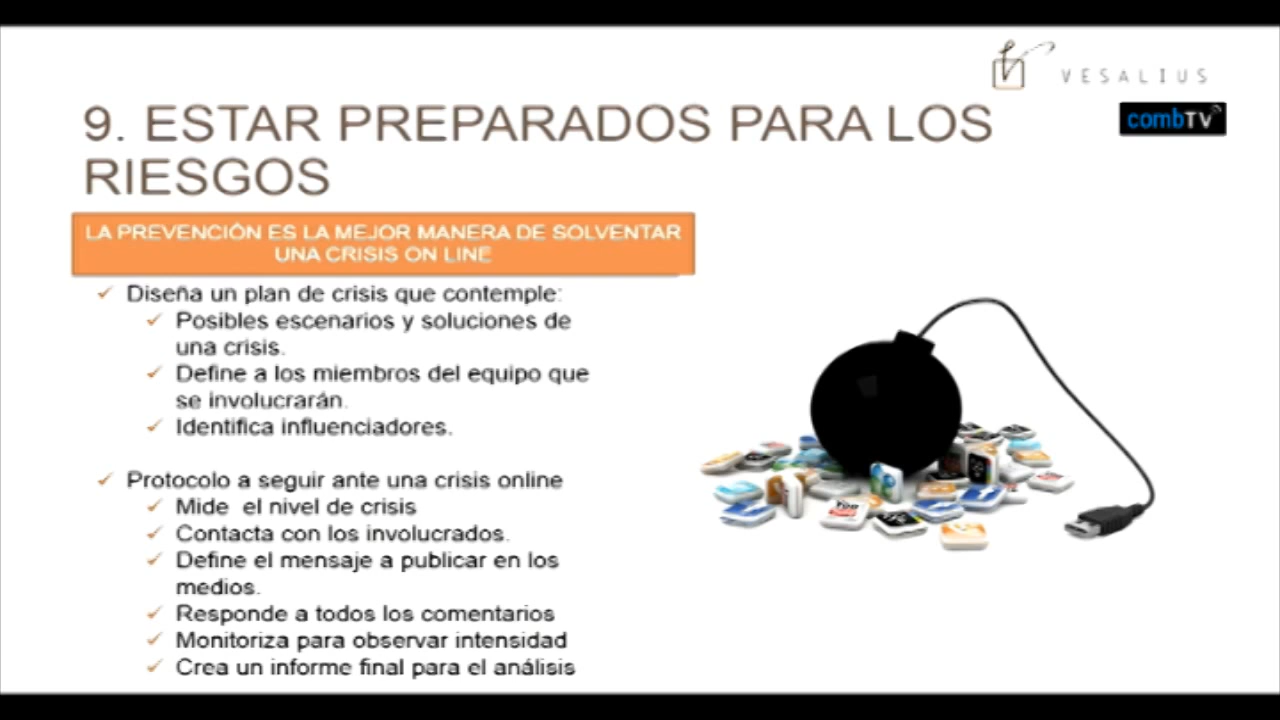 VESALIUS
combTV
9. ESTAR PREPARADOS PARA LOS
RIESGOS
LA PREVENCIÓN ES LA MEJOR MANERA DE SOLVENTAR
UNA CRISIS ON LINE
Diseña un plan de crisis que contemple:
Posibles escenarios y soluciones de
una crisis.
Define a los miembros del equipo que
se involucrarán.
Identifica influenciadores.
Protocolo a seguir ante una crisis online
Mide el nivel de crisis
Contacta con los involucrados.
Define el mensaje a publicar en los
medios.
Responde a todos los comentarios
Monitoriza para observar intensidad
Crea un informe final para el análisis